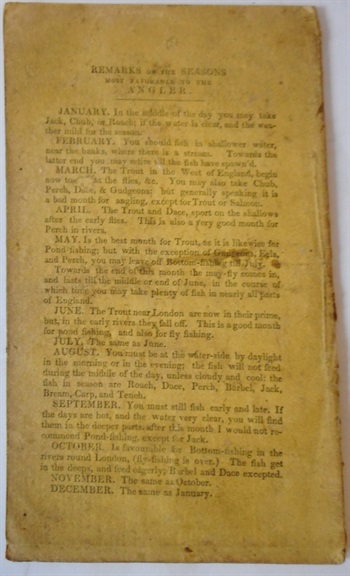 REMARKS on the SEASONS
MOST FAVORABLE TO THE
ANGLER.
JANUARY. In the middle of the day you may take
Jack, Chub, or Roach; if the water is clear, and the wea-
ther mild for the season.
FEBRUARY. You should fish in shallower water,
near the banks, where there is a stream. Towards the
latter end you may retire till the fish have spawn'd.
MARCH. The Trout in the West of England, begin
now to at the flies, &c. You may also take Chub,
Perch, Dace, & Gudgeons: but generally speaking it is
a bad month for angling, except for Trout or Salmon.
APRIL. The Trout and Dace, sport on the shallows
after the early flies. This is also a very good month for
Perch in rivers.
MAY. Is the best month for Trout, as it is likewise for
Pond fishing; but with the exception of Gudgeon, Eels,
and Perch, you may leave off Bottom-fishing till July.
Towards the end of this month the may-fly comes in,
and lasts till the middle or end of June, in the course of
which time you may take plenty of fish in nearly all parts
of England.
JUNE. The Trout near London are now in their prime,
but, in the early rivers they fall off. This is a good month
for pond fishing, and also for fly fishing.
JULY, The same as June.
AUGUST. You must be at the water-side by daylight
in the morning or in the evening; the fish will not feed
during the middle of the day, unless cloudy and cool: the
fish in season are Roach, Dace, Perch, Barbel, Jack,
Bream, Carp, and Tench.
SEPTEMBER. You must still fish early and late. If
the days are hot, and the water very clear, you will find
them in the deeper parts; after this month I would not re-
commend Pond-fishing, except for Jack.
OCTOBER. Is favourable for Bottom-fishing in the
rivers round London, (fly-fishing is over.) The fish get
in the deeps, and feed eagerly; Barbel and Dace excepted.
NOVEMBER. The same as October.
DECEMBER. The same as January.